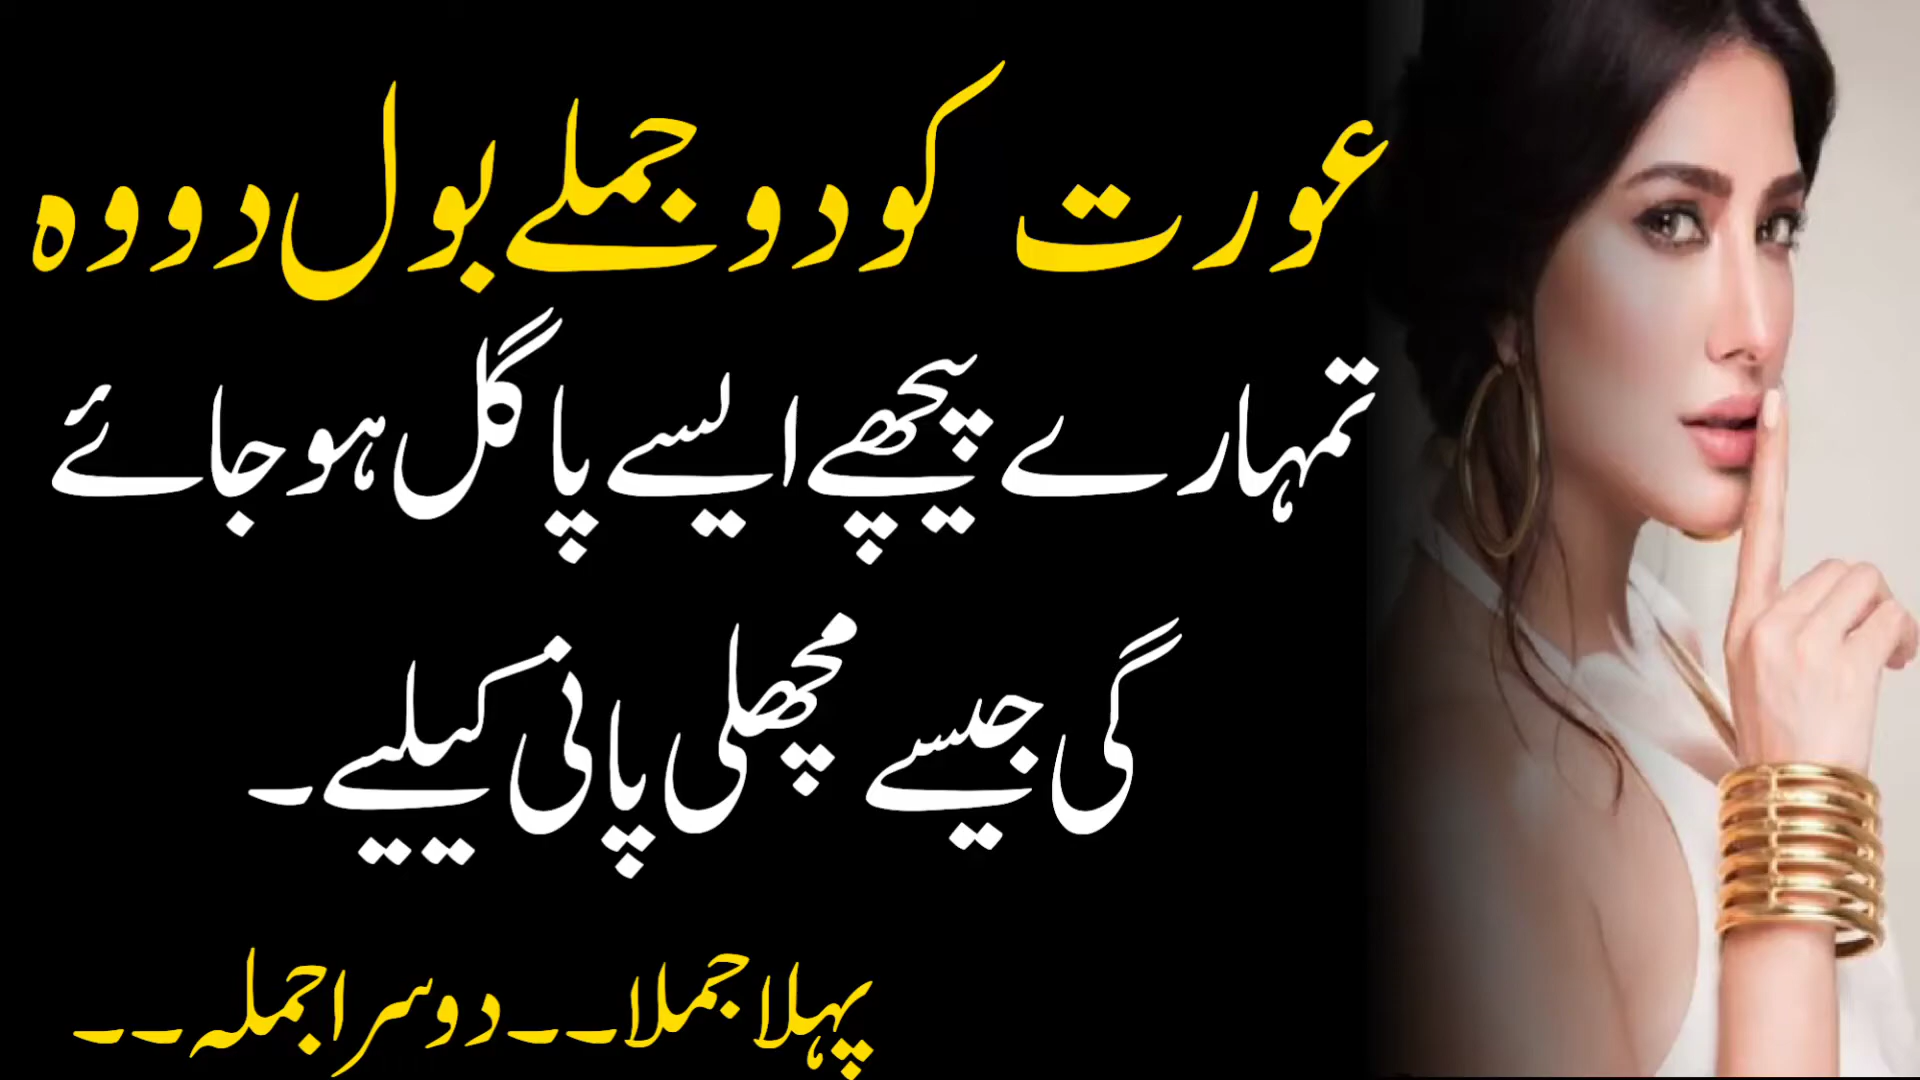 عورت کو دو جملے بول دو وہ
تمہارے پیچھے ایسے پاگل ہو جائے
گی جیسے مچھلی پانی کیلیے۔
پہلا جملا۔۔دوسرا جملہ۔۔